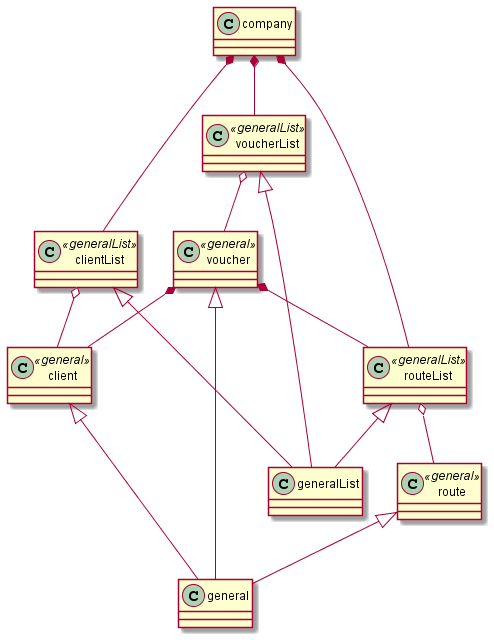 C company
C «generalList»
voucherList
C «generalList»
clientList
C «general»
voucher
C «general»
client
C «generalList»
routeList
C generalList
C «general»
route
C general